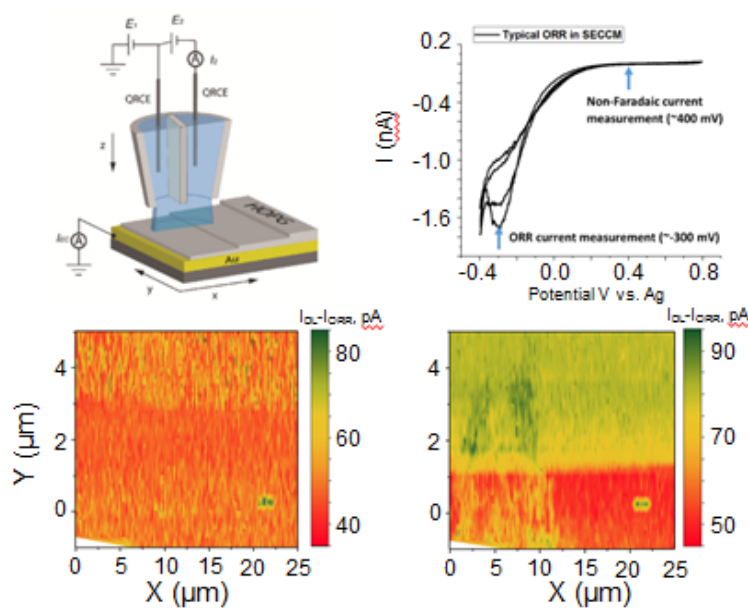 E₁
E₂
A
I₂
QRCE
QRCE
z
HOPG
I_EC
A
Au
y
x
0.2
-0.4
-1.0
-1.6
I (nA)
Typical ORR in SECCM
Non-Faradaic current
measurement (~400 mV)
ORR current measurement (~-300 mV)
-0.4
0.0
0.4
0.8
Potential V vs. Ag
I_DL-I_ORR, pA
80
60
40
4
2
0
Y (µm)
0
5
10
15
20
25
X (µm)
I_DL-I_ORR, pA
90
70
50
4
2
0
0
5
10
15
20
25
X (µm)